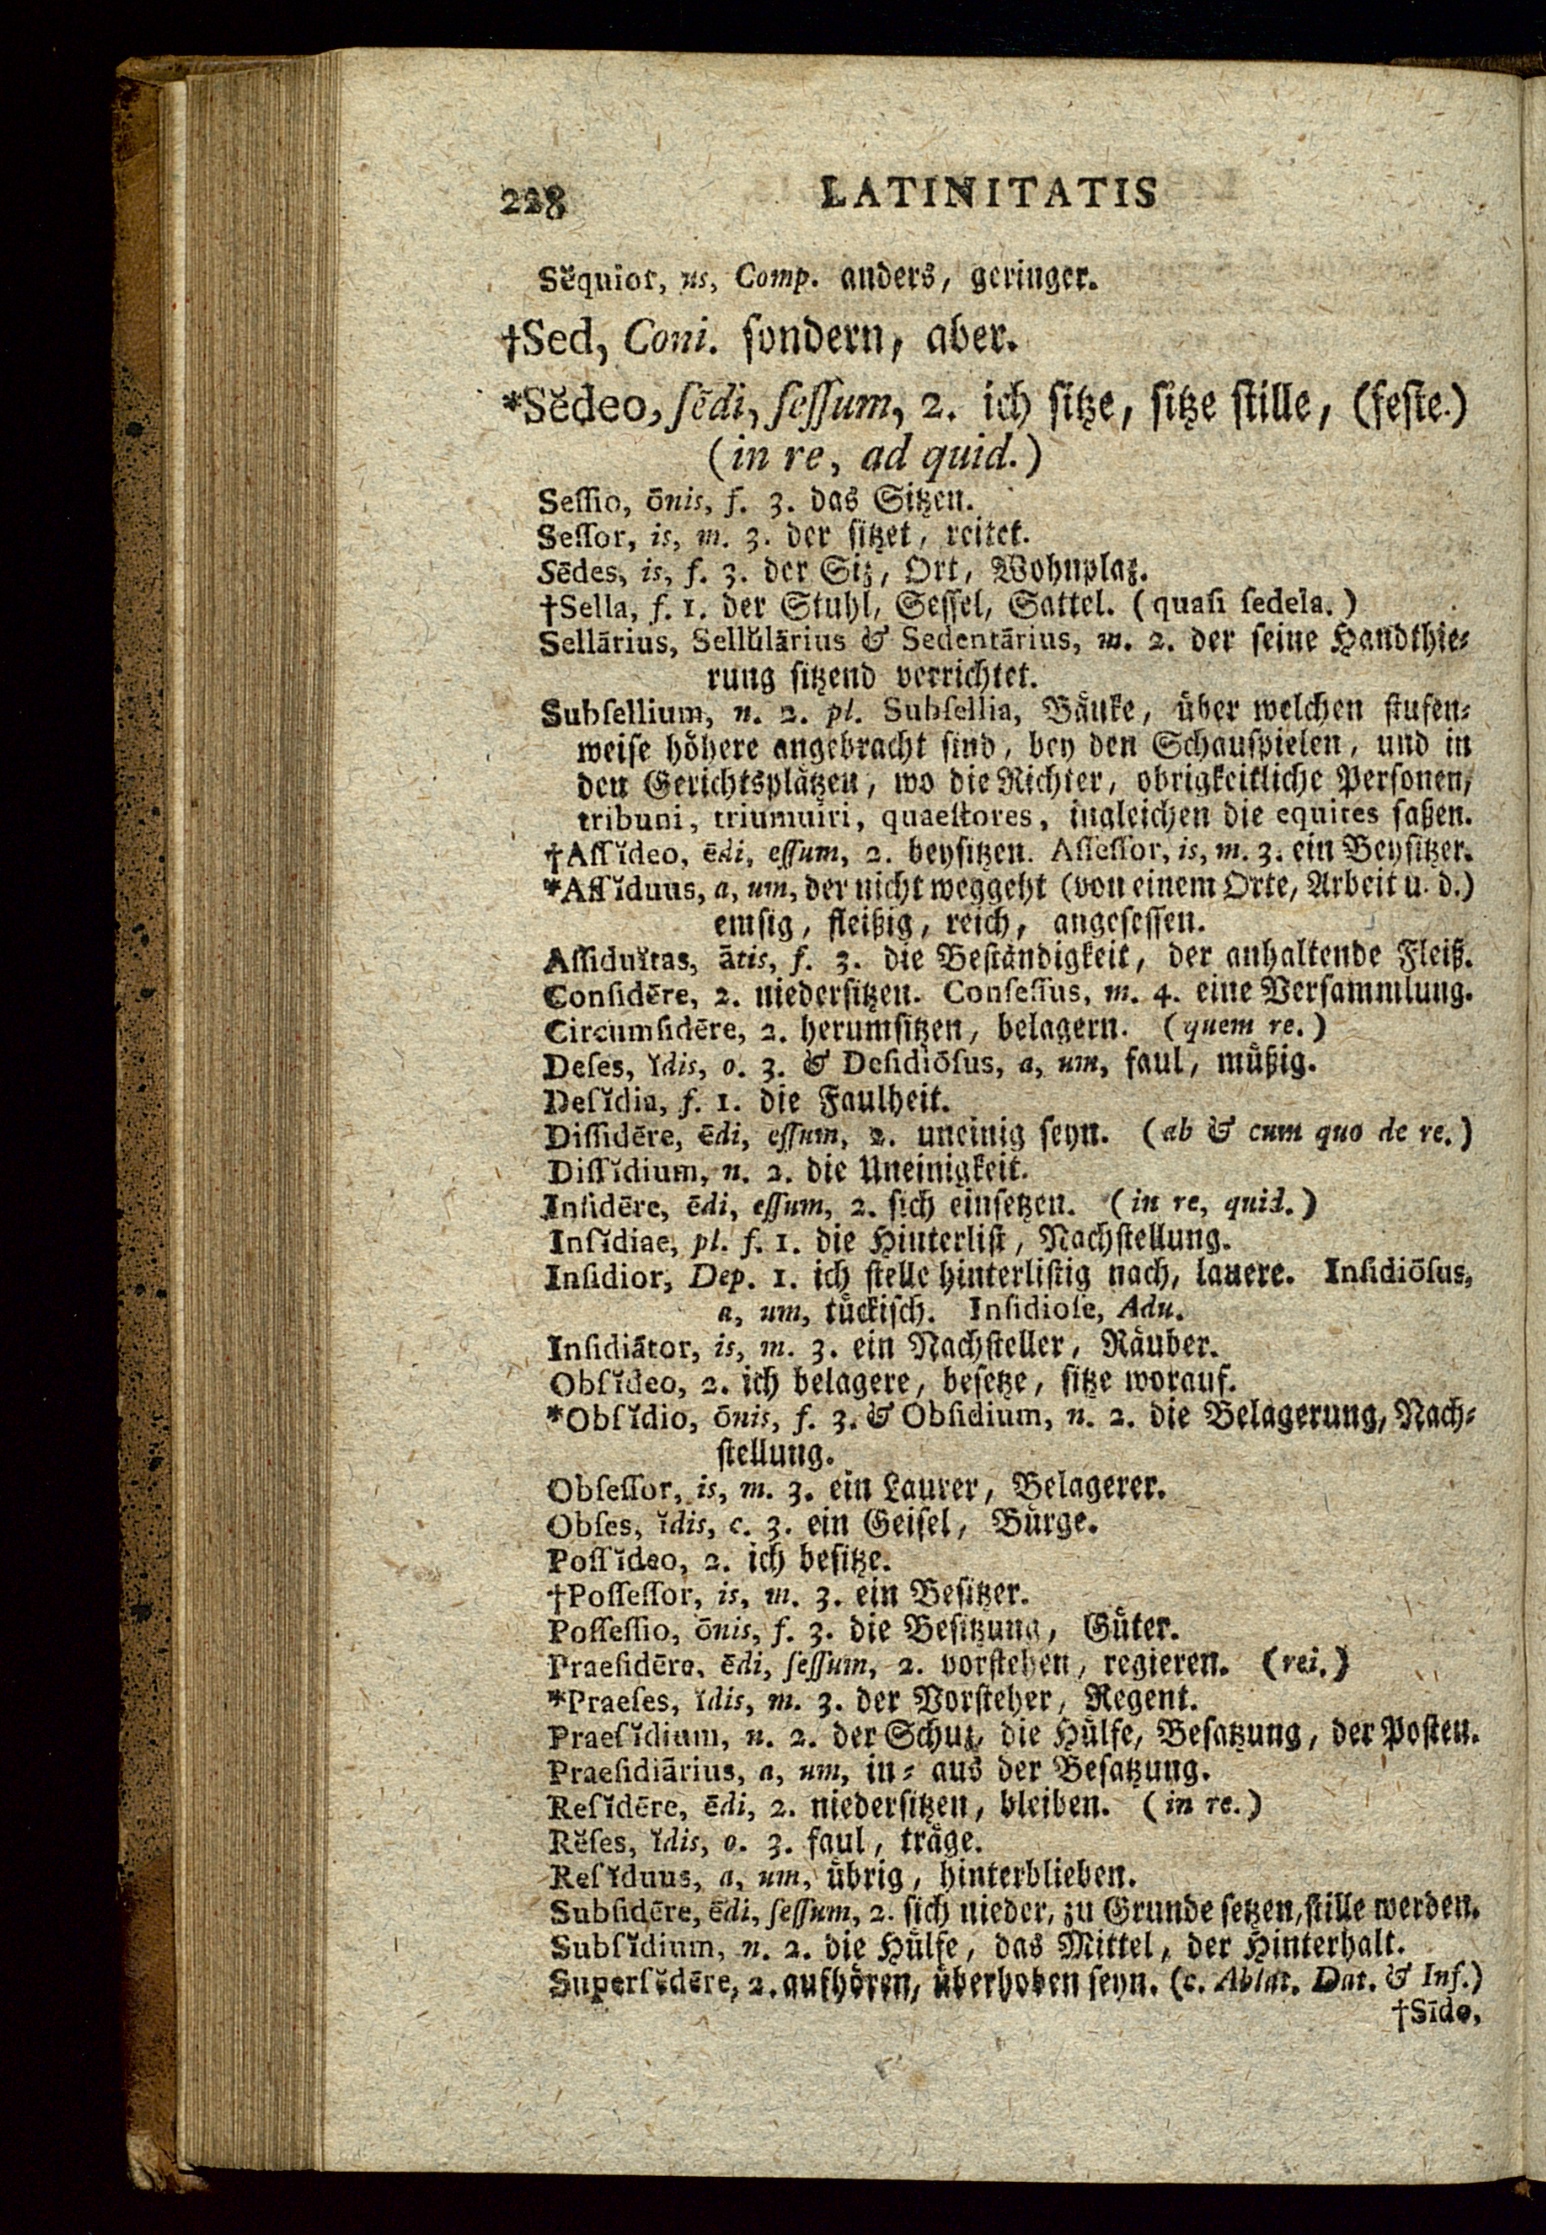 228 LATINITATIS
Sĕquior, us, Comp. anders, geringer.
†Sed, Coni. sondern, aber.
*Sĕdeo, ſēdi, ſeſſum, 2. ich ſitze, ſitze ſtille, (feſte.)
(in re, ad quid.)
Seſſio, ōnis, f. 3. das Sitzen.
Seſſor, is, m. 3. der ſitzet, reitet.
Sēdes, is, f. 3. der Siz, Ort, Wohnplaz.
†Sella, f. 1. der Stuhl, Seſſel, Sattel. (quaſi ſedela.)
Sellārius, Sellŭlārius & Sedentārius, m. 2. der ſeine Handthie-
rung ſitzend verrichtet.
Subſellium, n. 2. pl. Subſellia, Bänke, über welchen ſtufen-
weiſe höhere angebracht ſind, bey den Schauſpielen, und in
den Gerichtsplätzen, wo die Richter, obrigkeitliche Perſonen,
tribuni, triumuiri, quaeſtores, ingleichen die equites ſaßen.
†Aſſĭdeo, ēdi, eſſum, 2. beyſitzen. Aſſeſſor, is, m. 3. ein Beyſitzer.
*Aſſĭduus, a, um, der nicht weggeht (von einem Orte, Arbeit u. d.)
emſig, fleißig, reich, angeſeſſen.
Aſſiduĭtas, ātis, f. 3. die Beſtändigkeit, der anhaltende Fleiß.
Conſidēre, 2. niederſitzen. Conſeſſus, m. 4. eine Verſammlung.
Circumſidēre, 2. herumſitzen, belagern. (quem re.)
Deſes, ĭdis, o. 3. & Deſidiōſus, a, um, faul, müßig.
Deſĭdia, f. 1. die Faulheit.
Diſſidēre, ēdi, eſſum, 2. uneinig ſeyn. (ab & cum quo de re.)
Diſſĭdium, n. 2. die Uneinigkeit.
Inſidēre, ēdi, eſſum, 2. ſich einſetzen. (in re, quid.)
Inſĭdiae, pl. f. 1. die Hinterliſt, Nachſtellung.
Inſidior, Dep. 1. ich ſtelle hinterliſtig nach, lauere. Inſidiōſus,
a, um, tückiſch. Inſidioſe, Adu.
Inſidiātor, is, m. 3. ein Nachſteller, Räuber.
Obſĭdeo, 2. ich belagere, beſetze, ſitze worauf.
*Obſĭdio, ōnis, f. 3. & Obſidium, n. 2. die Belagerung, Nach-
ſtellung.
Obſeſſor, is, m. 3. ein Laurer, Belagerer.
Obſes, ĭdis, c. 3. ein Geiſel, Bürge.
Poſſĭdeo, 2. ich beſitze.
†Poſſeſſor, is, m. 3. ein Beſitzer.
Poſſeſſio, ōnis, f. 3. die Beſitzung, Güter.
Praeſidēre, ēdi, ſeſſum, 2. vorſtehen, regieren. (rei.)
*Praeſes, ĭdis, m. 3. der Vorſteher, Regent.
Praeſĭdium, n. 2. der Schuz, die Hülfe, Beſatzung, der Poſten.
Praeſidiārius, a, um, in- aus der Beſatzung.
Reſĭdēre, ēdi, 2. niederſitzen, bleiben. (in re.)
Rĕſes, ĭdis, o. 3. faul, träge.
Reſĭduus, a, um, übrig, hinterblieben.
Subſidēre, ēdi, ſeſſum, 2. ſich nieder, zu Grunde ſetzen, ſtille werden.
Subſĭdium, n. 2. die Hülfe, das Mittel, der Hinterhalt.
Superſĕdēre, 2. aufhören, überhoben ſeyn. (c. Ablat. Dat. & Inf.)
†Sīdo,